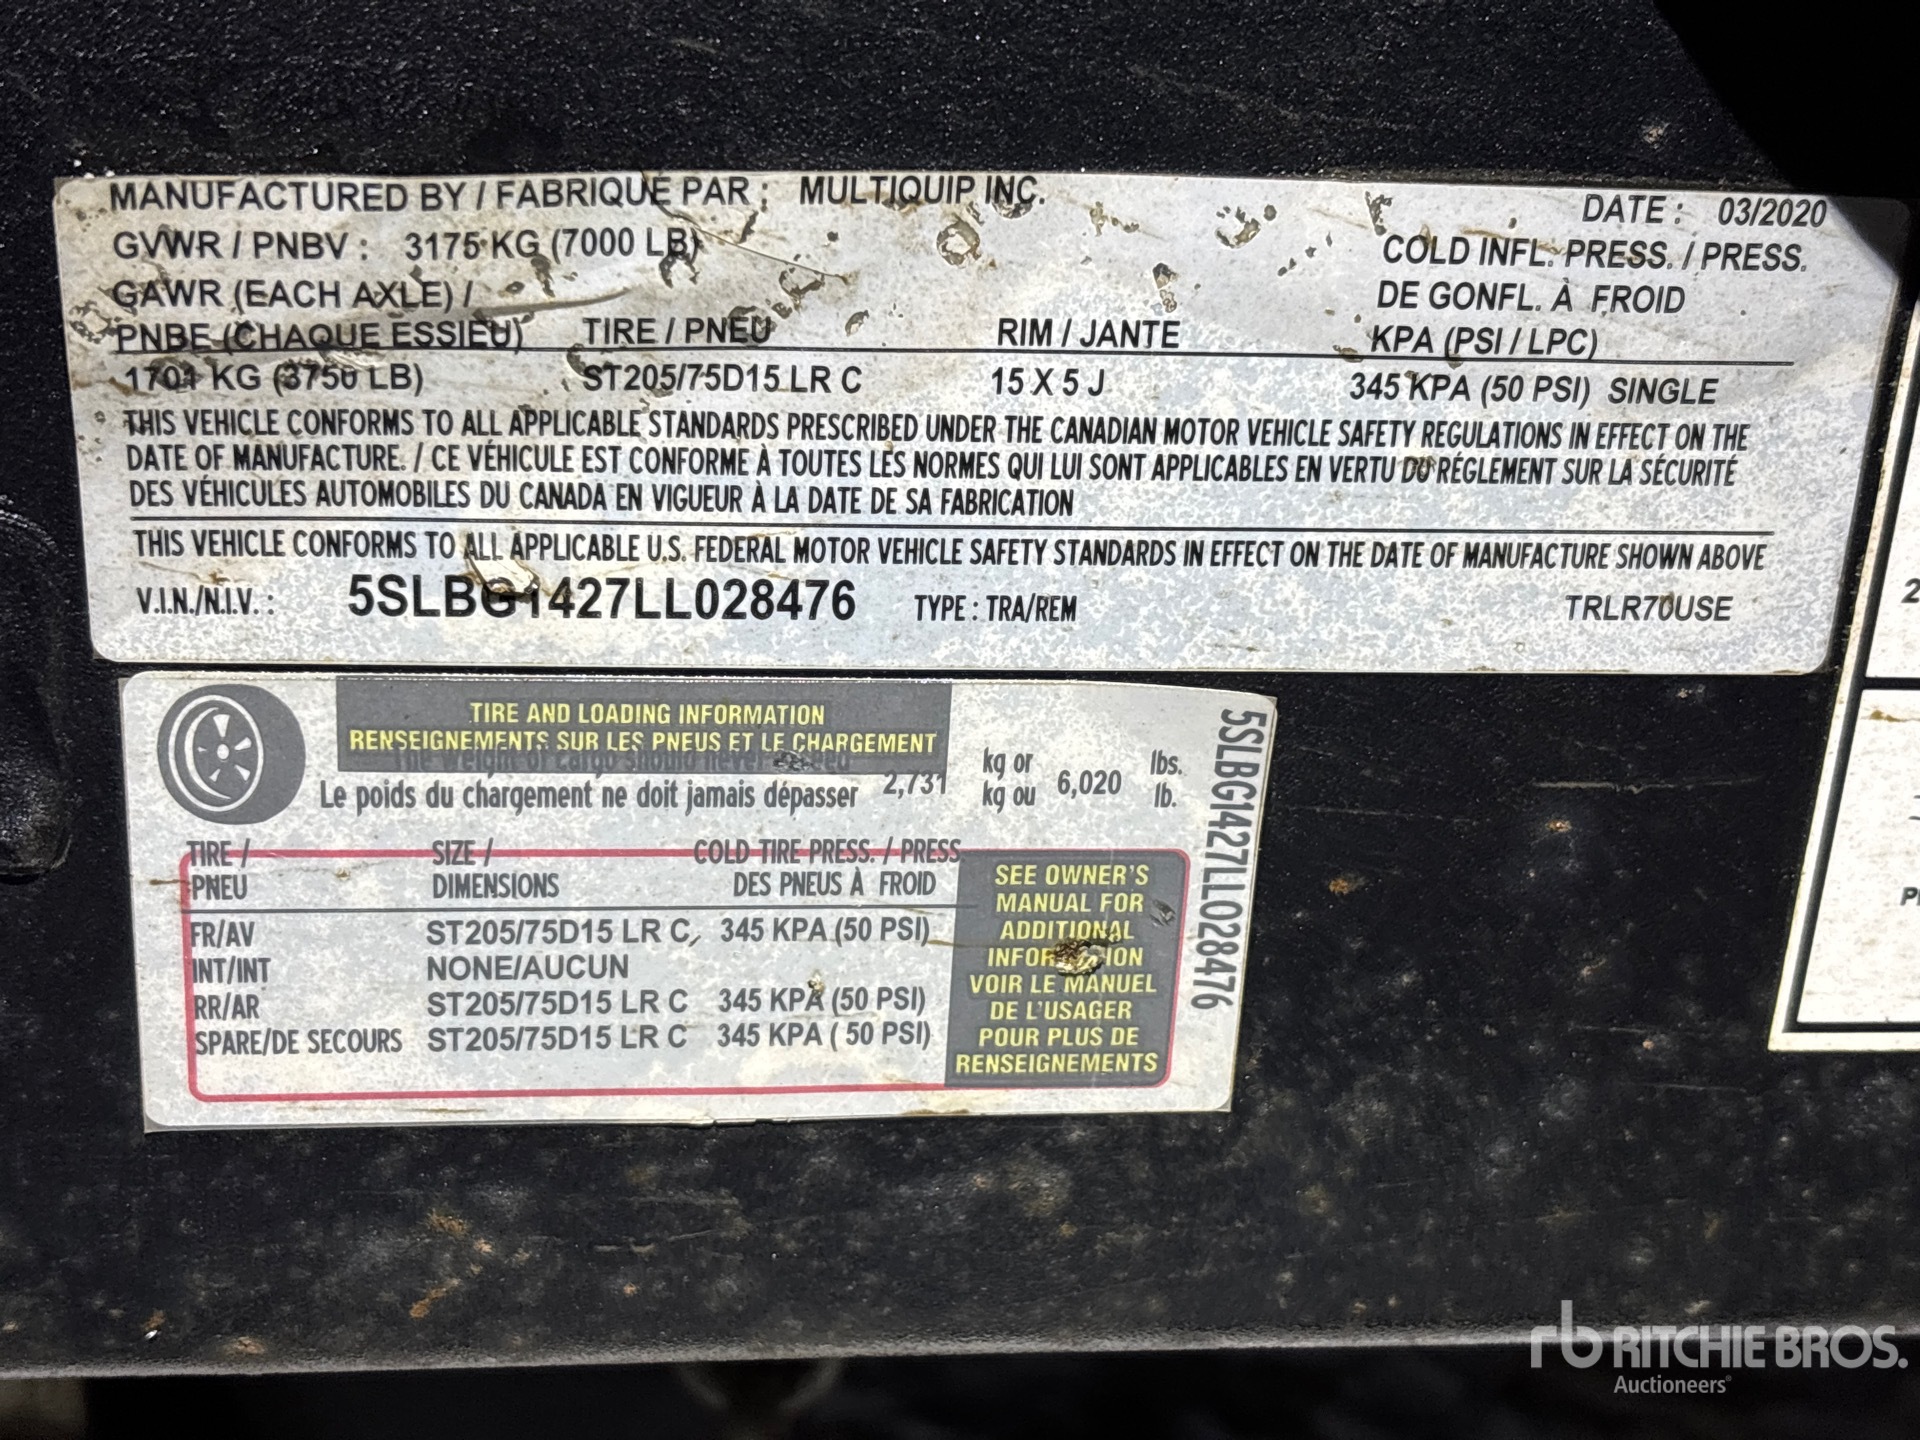 MANUFACTURED BY / FABRIQUÉ PAR : MULTIQUIP INC.
DATE : 03/2020
GVWR / PNBV : 3175 KG (7000 LB)
COLD INFL. PRESS. / PRESS.
GAWR (EACH AXLE) /
DE GONFL. À FROID
PNBE (CHAQUE ESSIEU) TIRE / PNEU RIM / JANTE KPA (PSI / LPC)
1701 KG (3750 LB) ST205/75D15 LR C 15 X 5 J 345 KPA (50 PSI) SINGLE
THIS VEHICLE CONFORMS TO ALL APPLICABLE STANDARDS PRESCRIBED UNDER THE CANADIAN MOTOR VEHICLE SAFETY REGULATIONS IN EFFECT ON THE
DATE OF MANUFACTURE. / CE VÉHICULE EST CONFORME À TOUTES LES NORMES QUI LUI SONT APPLICABLES EN VERTU DU RÉGLEMENT SUR LA SÉCURITÉ
DES VÉHICULES AUTOMOBILES DU CANADA EN VIGUEUR À LA DATE DE SA FABRICATION
THIS VEHICLE CONFORMS TO ALL APPLICABLE U.S. FEDERAL MOTOR VEHICLE SAFETY STANDARDS IN EFFECT ON THE DATE OF MANUFACTURE SHOWN ABOVE
V.I.N./N.I.V. : 5SLBG1427LL028476 TYPE : TRA/REM TRLR70USE
TIRE AND LOADING INFORMATION
RENSEIGNEMENTS SUR LES PNEUS ET LE CHARGEMENT
The weight of cargo should never exceed kg or lbs.
Le poids du chargement ne doit jamais dépasser 2,731 kg ou 6,020 lb.
TIRE / SIZE / COLD TIRE PRESS. / PRESS
PNEU DIMENSIONS DES PNEUS À FROID
FR/AV ST205/75D15 LR C 345 KPA (50 PSI)
INT/INT NONE/AUCUN
RR/AR ST205/75D15 LR C 345 KPA (50 PSI)
SPARE/DE SECOURS ST205/75D15 LR C 345 KPA ( 50 PSI)
SEE OWNER'S
MANUAL FOR
ADDITIONAL
INFORMATION
VOIR LE MANUEL
DE L'USAGER
POUR PLUS DE
RENSEIGNEMENTS
5SLBG1427LL028476
2
rb RITCHIE BROS.
Auctioneers